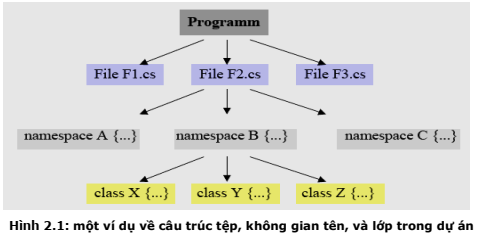 Programm
File F1.cs File F2.cs File F3.cs
namespace A {...} namespace B {...} namespace C {...}
class X {...} class Y {...} class Z {...}
Hình 2.1: một ví dụ về câu trúc tệp, không gian tên, và lớp trong dự án